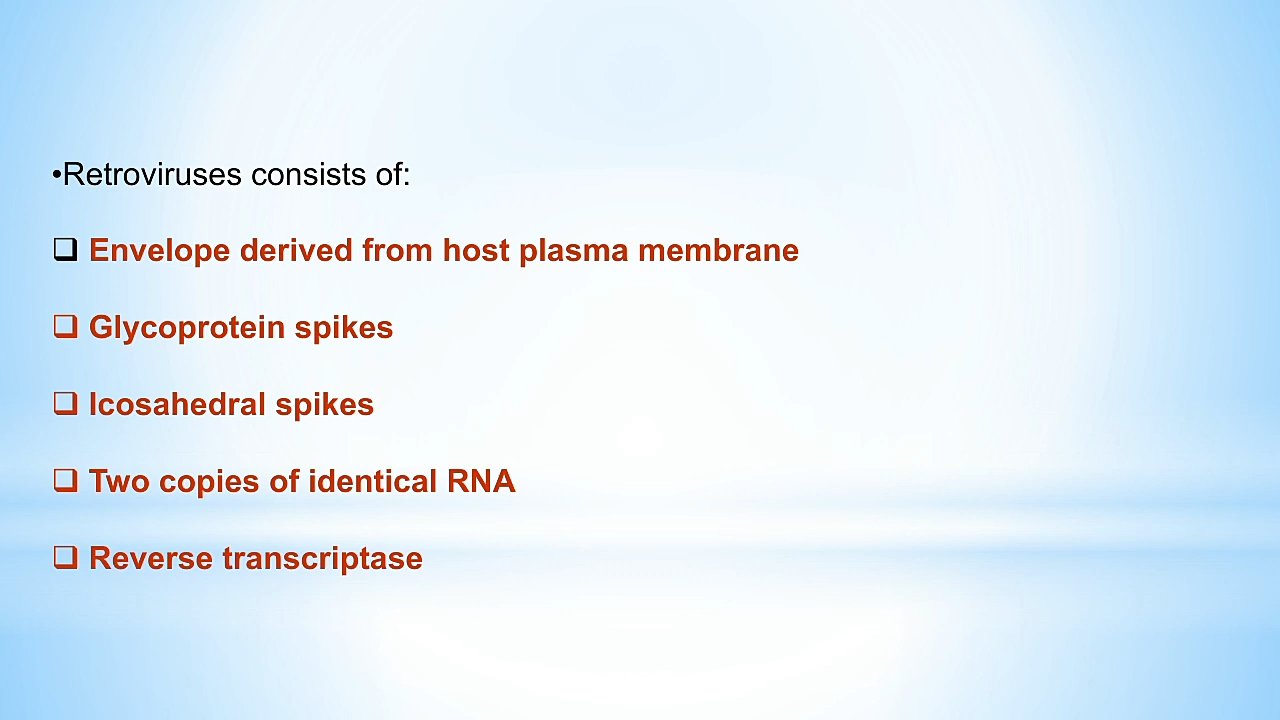 •Retroviruses consists of:
❑ Envelope derived from host plasma membrane
❑ Glycoprotein spikes
❑ Icosahedral spikes
❑ Two copies of identical RNA
❑ Reverse transcriptase